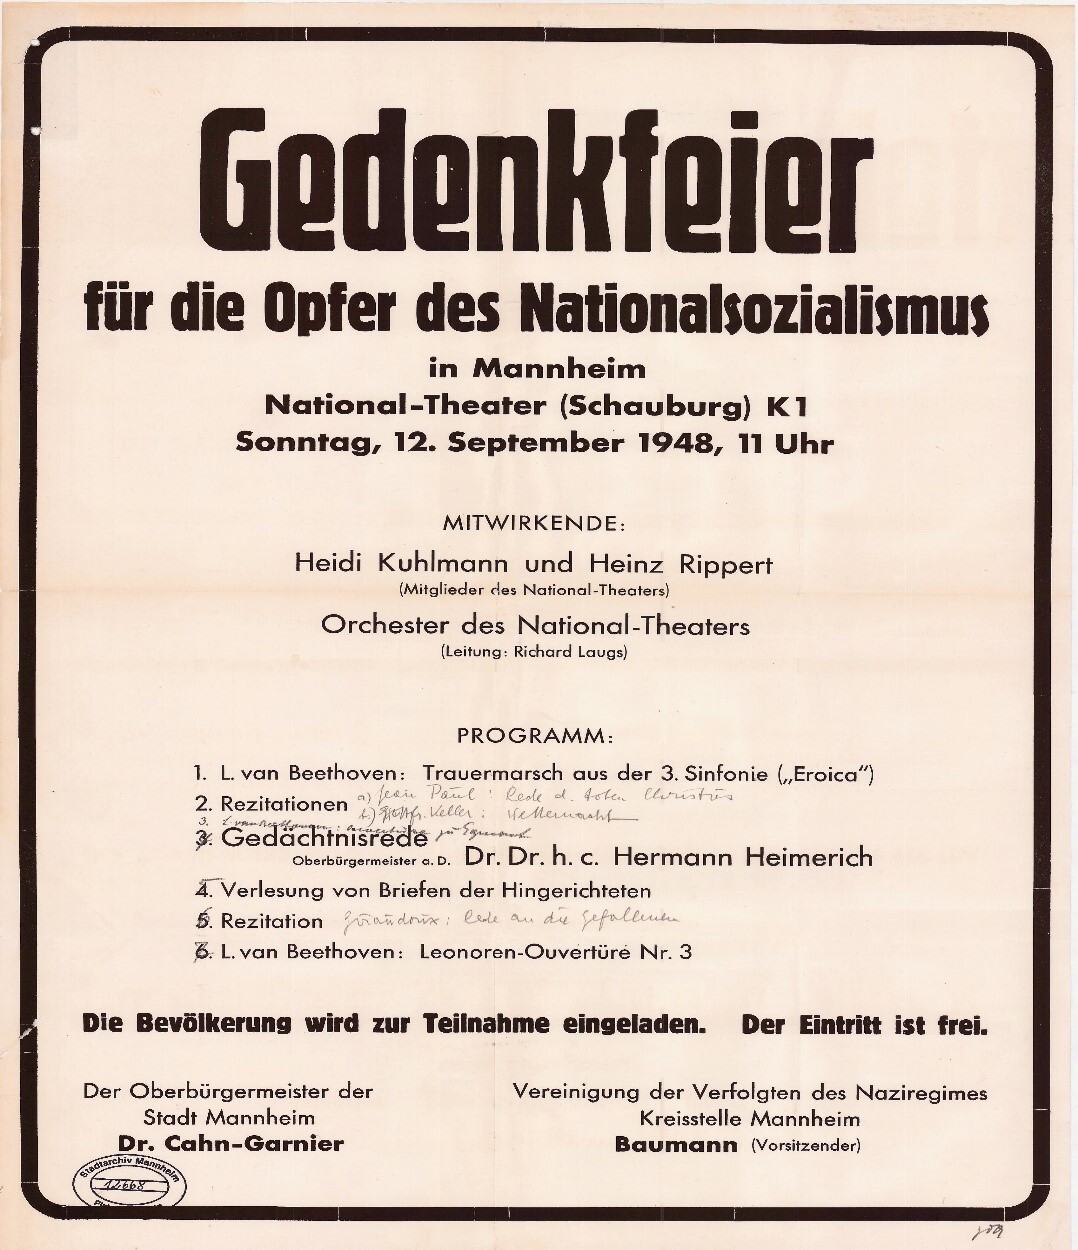 Gedenkfeier
für die Opfer des Nationalsozialismus
in Mannheim
National-Theater (Schauburg) K 1
Sonntag, 12. September 1948, 11 Uhr
MITWIRKENDE:
Heidi Kuhlmann und Heinz Rippert
(Mitglieder des National-Theaters)
Orchester des National-Theaters
(Leitung: Richard Laugs)
PROGRAMM:
1. L. van Beethoven: Trauermarsch aus der 3. Sinfonie („Eroica“)
2. Rezitationen a) Jean Paul: Rede d. toten Christus
b) Gottfr. Keller:
3. zu Egmont
3. Gedächtnisrede
Oberbürgermeister a. D. Dr. Dr. h. c. Hermann Heimerich
4. Verlesung von Briefen der Hingerichteten
5. Rezitation Giraudoux: Rede an die Gefallenen
6. L. van Beethoven: Leonoren-Ouvertüre Nr. 3
Die Bevölkerung wird zur Teilnahme eingeladen. Der Eintritt ist frei.
Der Oberbürgermeister der
Stadt Mannheim
Dr. Cahn-Garnier
Vereinigung der Verfolgten des Naziregimes
Kreisstelle Mannheim
Baumann (Vorsitzender)
Stadtarchiv Mannheim
12668